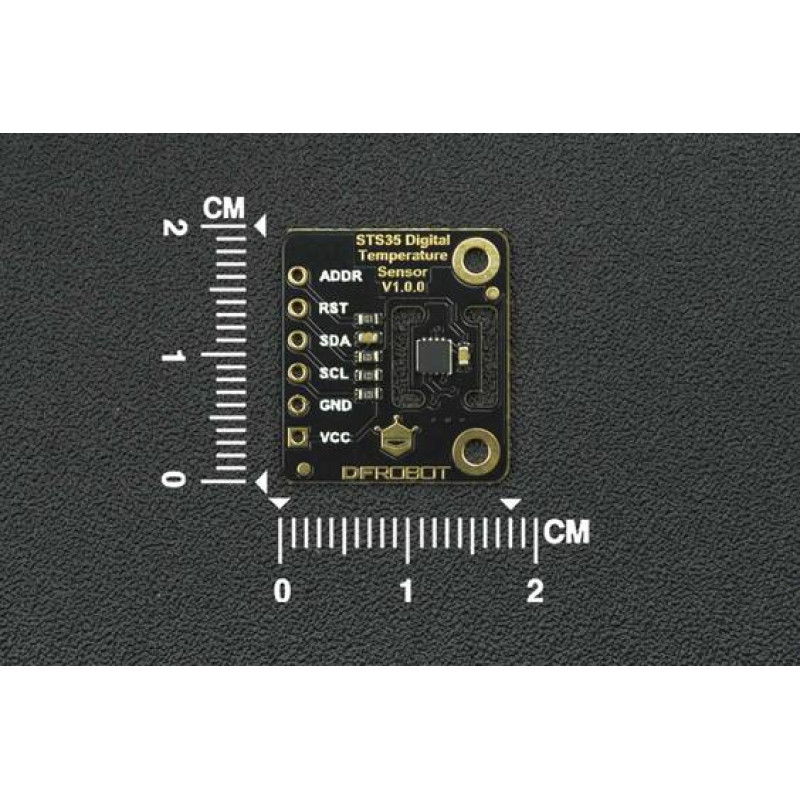 CM
2
1
0
STS35 Digital
Temperature
Sensor
V1.0.0
ADDR
RST
SDA
SCL
GND
VCC
DFROBOT
CM
0 1 2